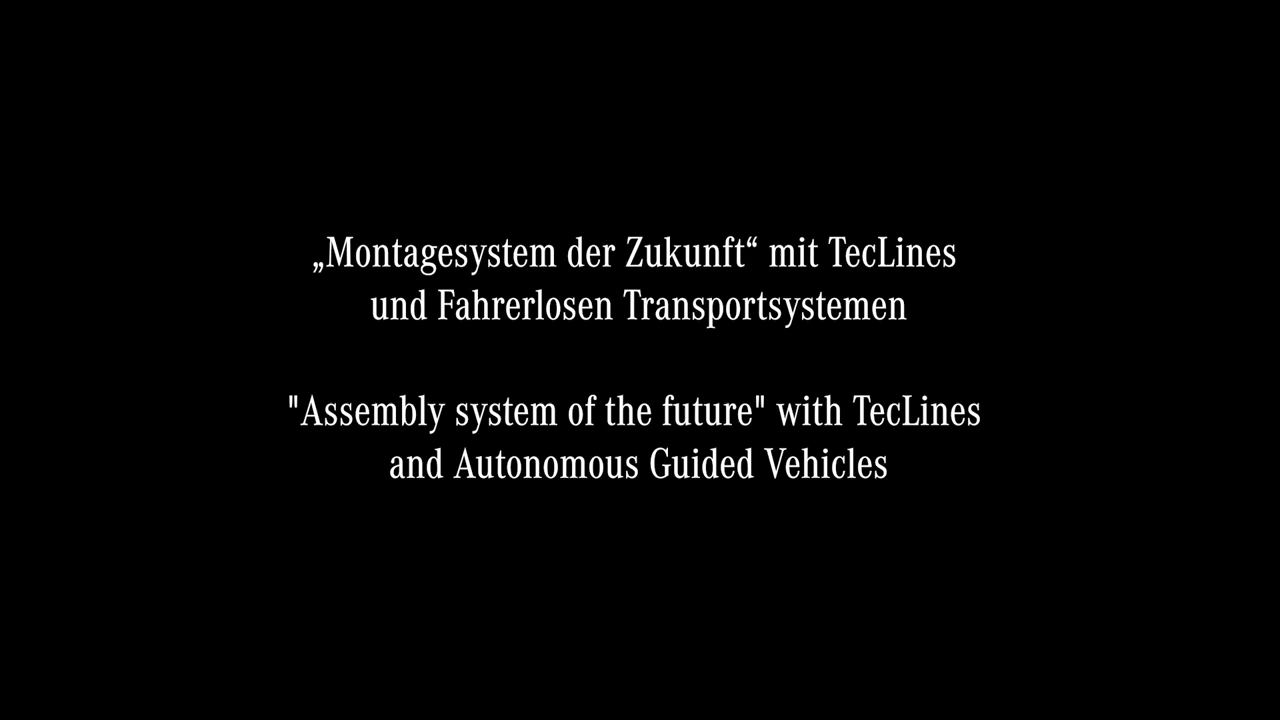 „Montagesystem der Zukunft“ mit TecLines
und Fahrerlosen Transportsystemen
"Assembly system of the future" with TecLines
and Autonomous Guided Vehicles